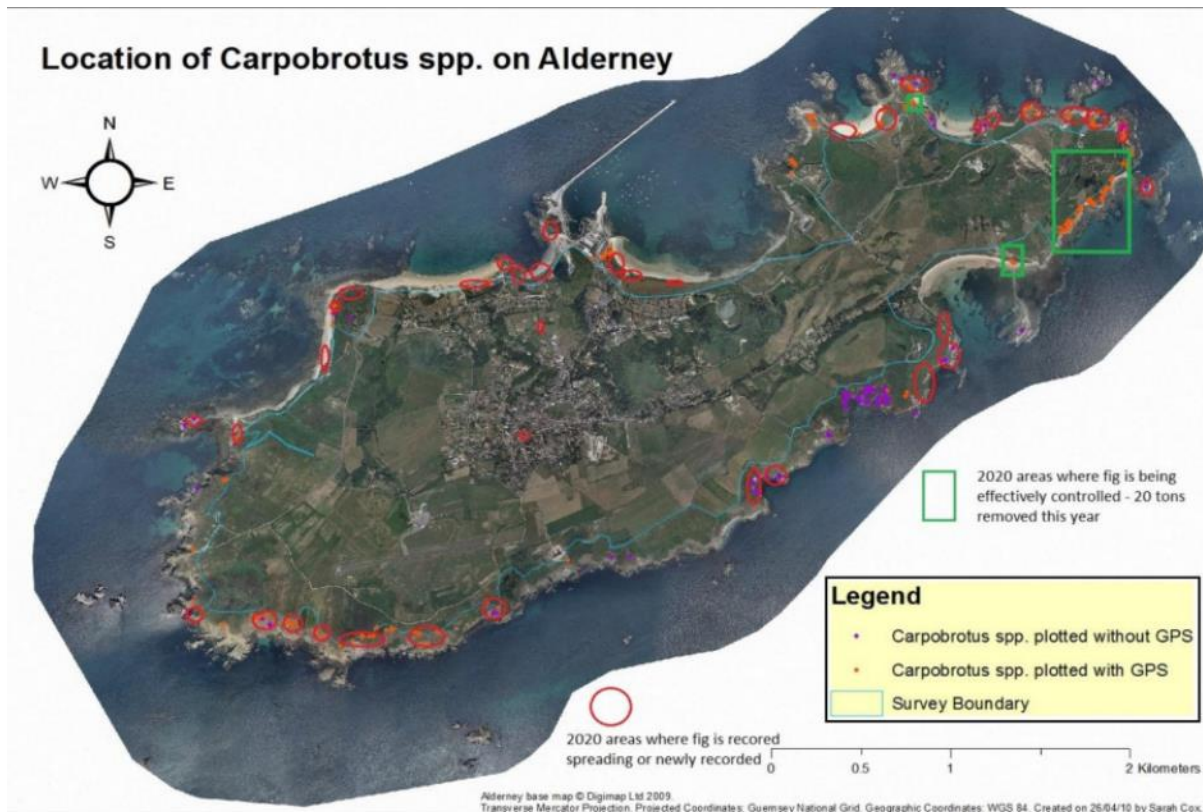 Location of Carpobrotus spp. on Alderney
N
W
E
S
2020 areas where fig is being
effectively controlled - 20 tons
removed this year
Legend
Carpobrotus spp. plotted without GPS
Carpobrotus spp. plotted with GPS
Survey Boundary
2020 areas where fig is recored
spreading or newly recorded
0
0.5
1
2 Kilometers
Alderney base map © Digimap Ltd 2009.
Transverse Mercator Projection. Projected Coordinates: Guernsey National Grid. Geographic Coordinates: WGS 84. Created on 26/04/10 by Sarah